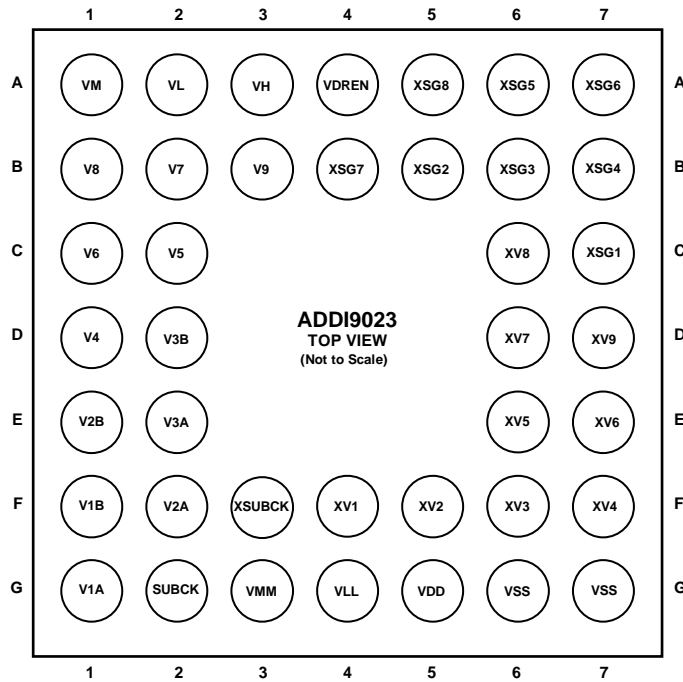 1 2 3 4 5 6 7
A VM VL VH VDREN XSG8 XSG5 XSG6 A
B V8 V7 V9 XSG7 XSG2 XSG3 XSG4 B
C V6 V5 XV8 XSG1 C
ADDI9023
D V4 V3B TOP VIEW XV7 XV9 D
(Not to Scale)
E V2B V3A XV5 XV6 E
F V1B V2A XSUBCK XV1 XV2 XV3 XV4 F
G V1A SUBCK VMM VLL VDD VSS VSS G
1 2 3 4 5 6 7